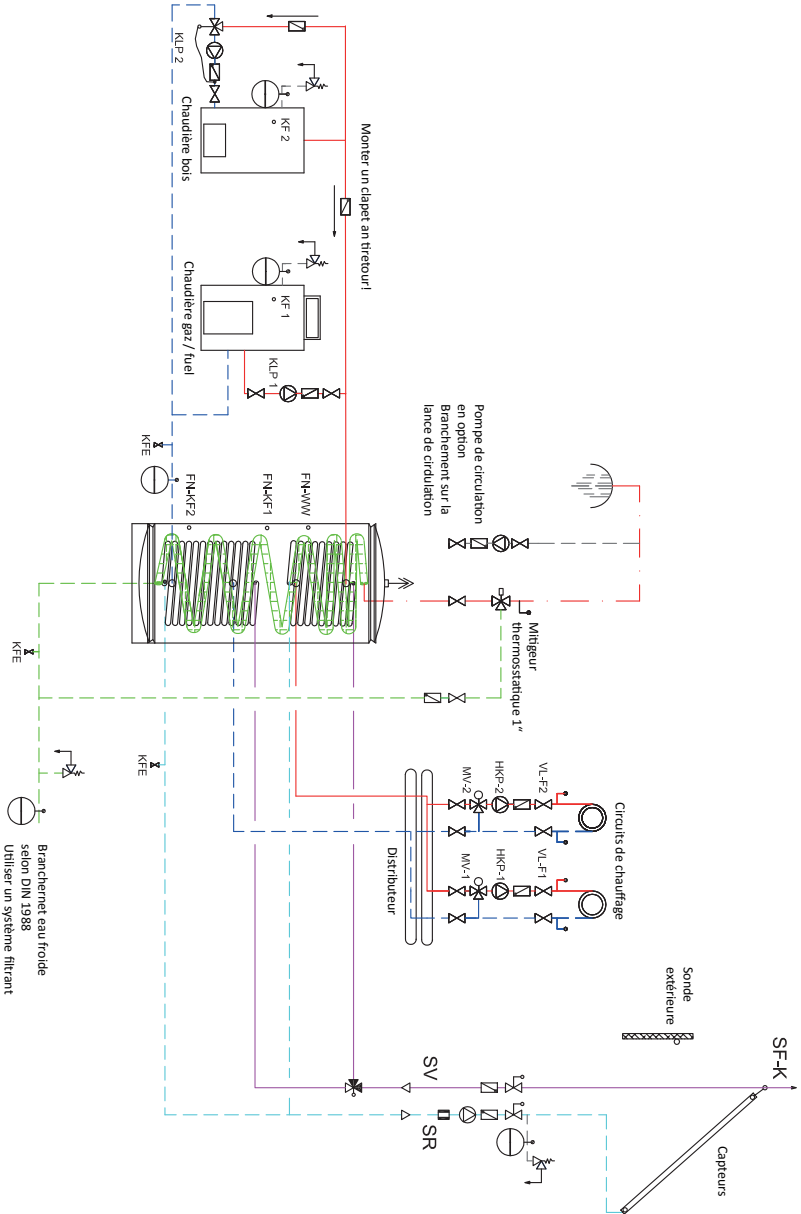 KLP 2
KF 2
Chaudière bois
Monter un clapet an tiretour!
KF 1
Chaudière gaz / fuel
KLP 1
Pompe de circulation
en option
Branchement sur la
lance de cirdulation
KFE
FN-KF2
FN-KF1
FN-WW
Mitigeur
thermosstatique 1“
KFE
KFE
Branchernet eau froide
selon DIN 1988
Utiliser un système filtrant
MV-2
HKP-2
VL-F2
Circuits de chauffage
MV-1
HKP-1
VL-F1
Distributeur
Sonde
extérieure
SF-K
SV
SR
Capteurs